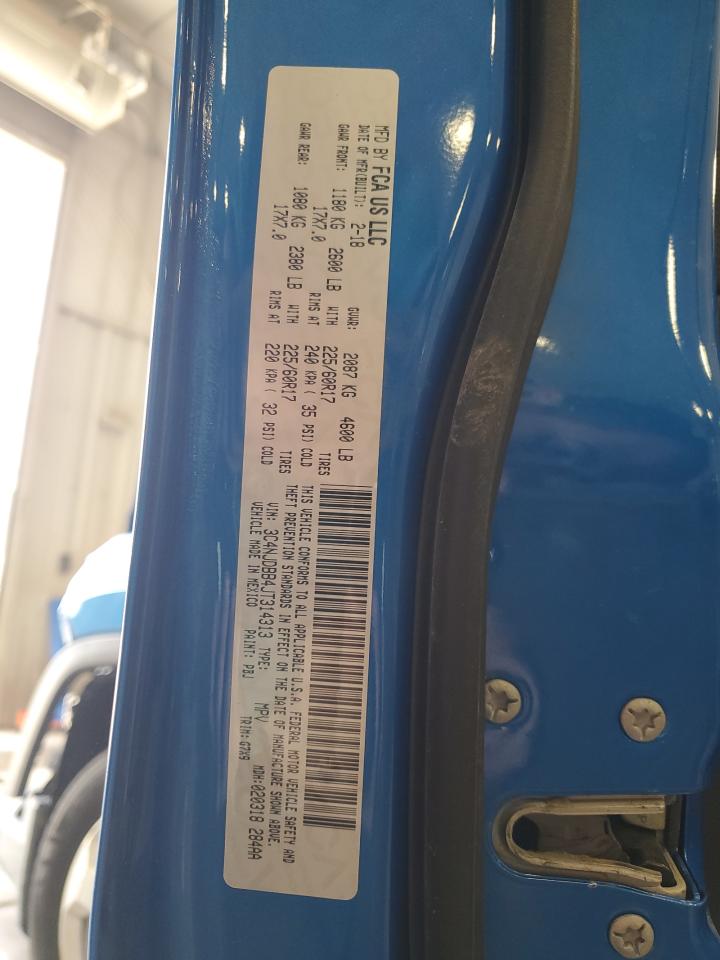 MFD BY FCA US LLC
DATE OF MFR(BUILT): 2-18 GVWR: 2087 KG 4600 LB
GAWR FRONT: 1180 KG 2600 LB WITH 225/60R17 TIRES
17X7.0 RIMS AT 240 KPA ( 35 PSI) COLD
GAWR REAR: 1080 KG 2380 LB WITH 225/60R17 TIRES
17X7.0 RIMS AT 220 KPA ( 32 PSI) COLD
THIS VEHICLE CONFORMS TO ALL APPLICABLE U.S.A. FEDERAL MOTOR VEHICLE SAFETY AND
THEFT PREVENTION STANDARDS IN EFFECT ON THE DATE OF MANUFACTURE SHOWN ABOVE.
VIN: 3C4NJDBB4JT314313 TYPE: MPV MDH:020318 284AA
VEHICLE MADE IN MEXICO PAINT: PBJ TRIM: G7X9